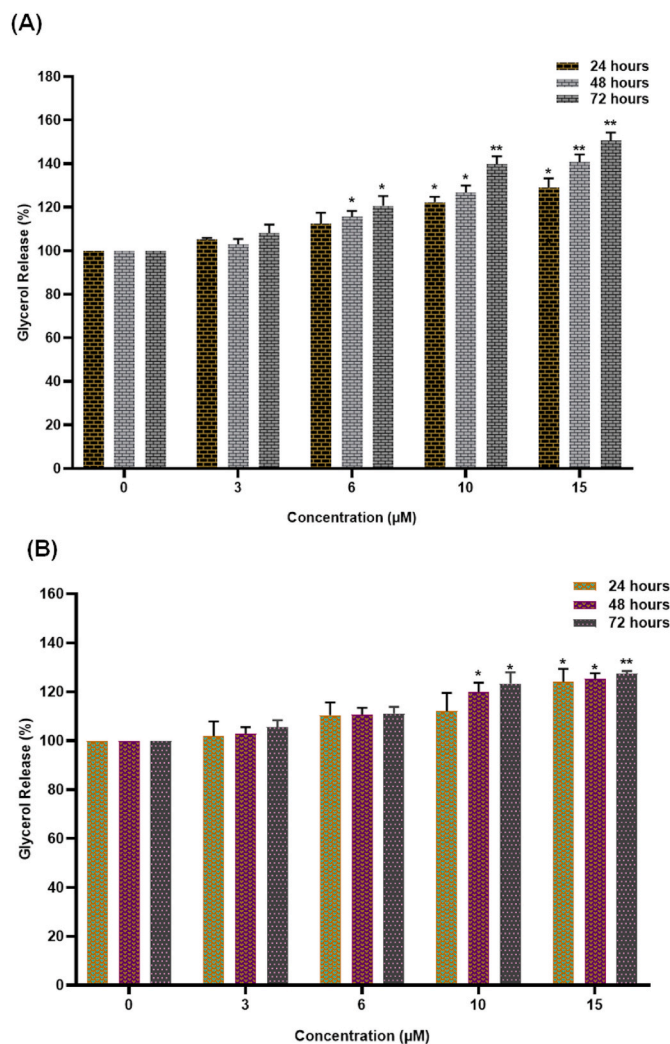 (A)
24 hours
48 hours
72 hours
Glycerol Release (%)
180
160
140
120
100
80
60
40
20
0
* * * * ** * ** **
0 3 6 10 15
Concentration (µM)
(B)
24 hours
48 hours
72 hours
Glycerol Release (%)
160
140
120
100
80
60
40
20
0
* * * * **
0 3 6 10 15
Concentration (µM)